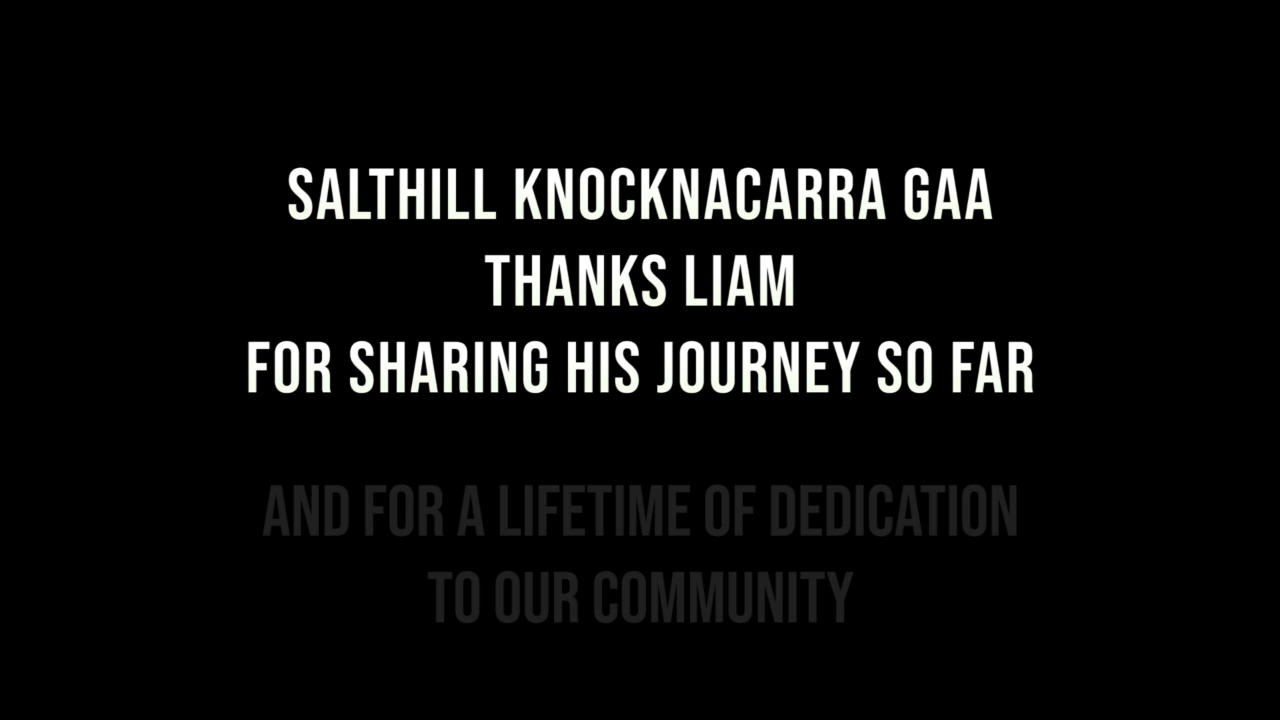 SALTHILL KNOCKNACARRA GAA
THANKS LIAM
FOR SHARING HIS JOURNEY SO FAR
AND FOR A LIFETIME OF DEDICATION
TO OUR COMMUNITY